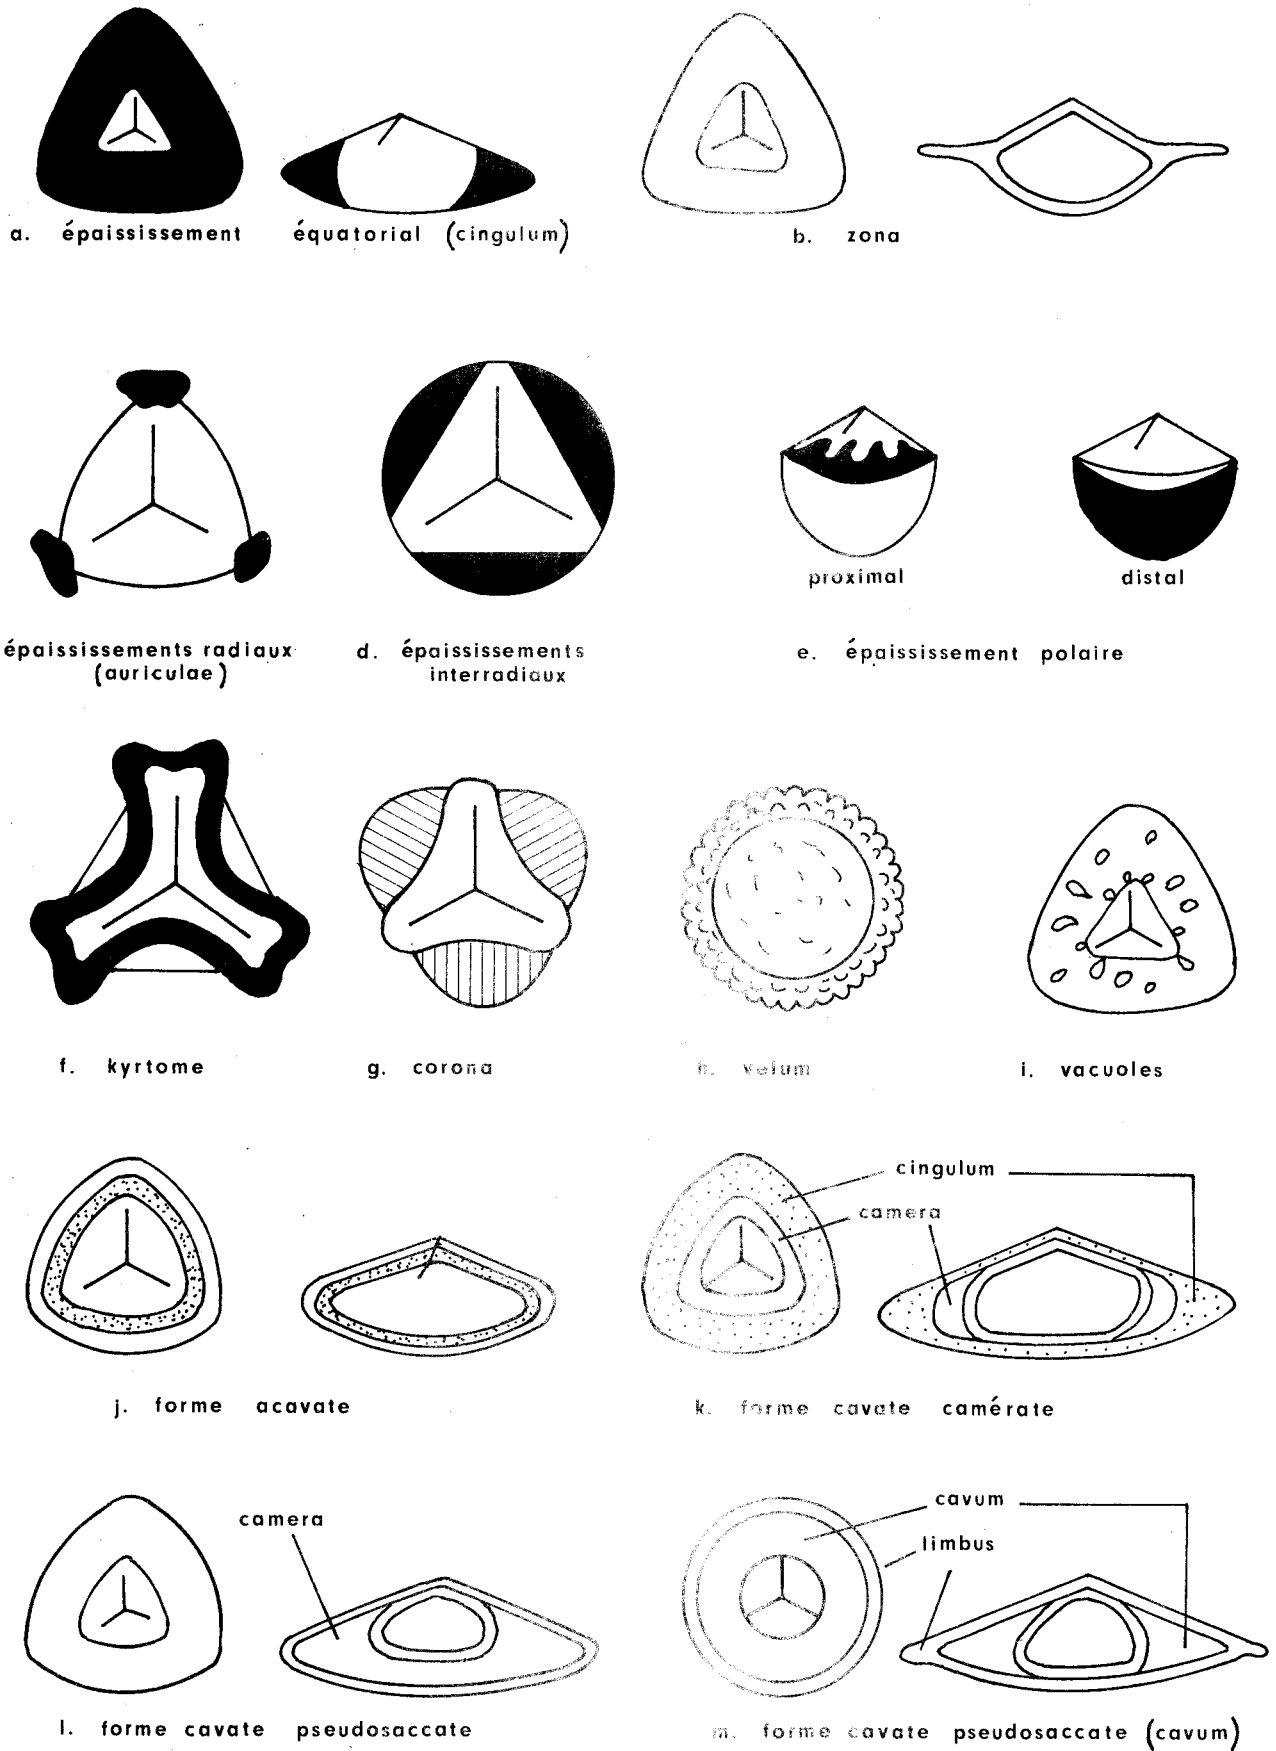 a. épaississement équatorial (cingulum)
b. zona
proximal
distal
épaississements radiaux
(auriculae)
d. épaississements
interradiaux
e. épaississement polaire
f. kyrtome
g. corona
h. velum
i. vacuoles
cingulum
camera
j. forme acavate
k. forme cavate camérate
camera
cavum
limbus
l. forme cavate pseudosaccate
m. forme cavate pseudosaccate (cavum)